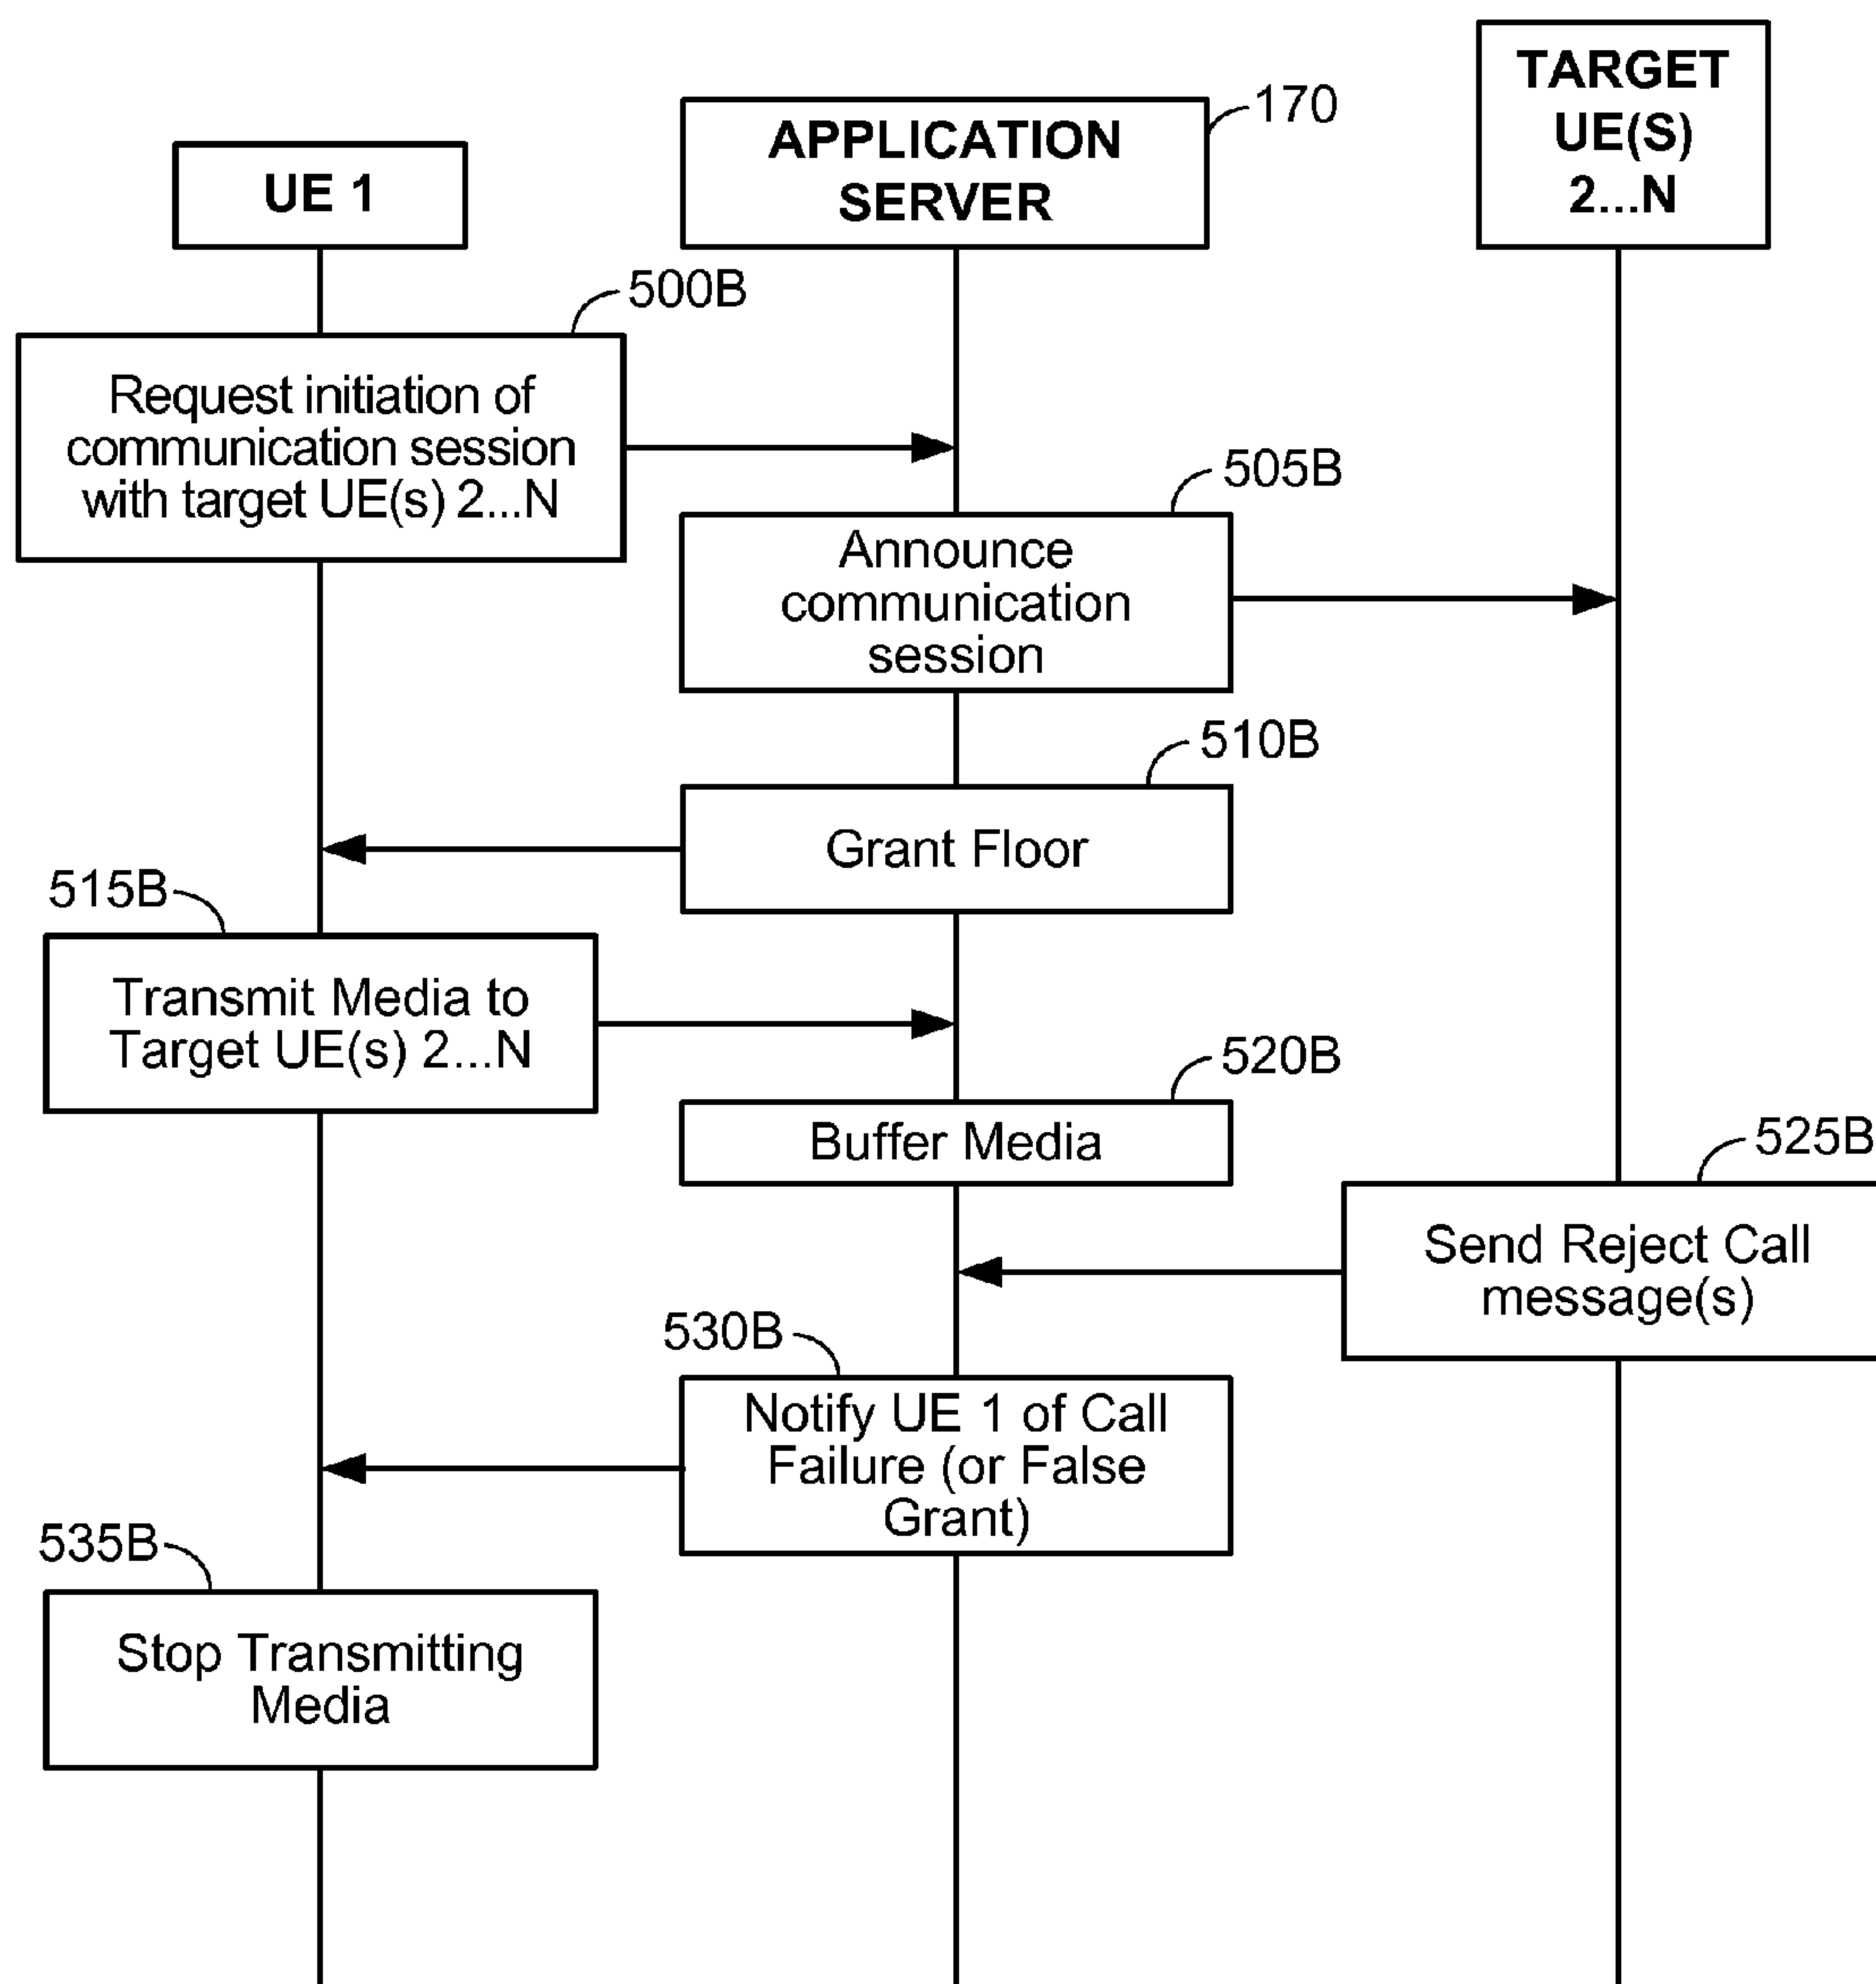 TARGET
UE(S)
2...N
APPLICATION
SERVER
170
UE 1
500B
Request initiation of
communication session
with target UE(s) 2...N
505B
Announce
communication
session
510B
Grant Floor
515B
Transmit Media to
Target UE(s) 2...N
520B
Buffer Media
525B
Send Reject Call
message(s)
530B
Notify UE 1 of Call
Failure (or False
Grant)
535B
Stop Transmitting
Media